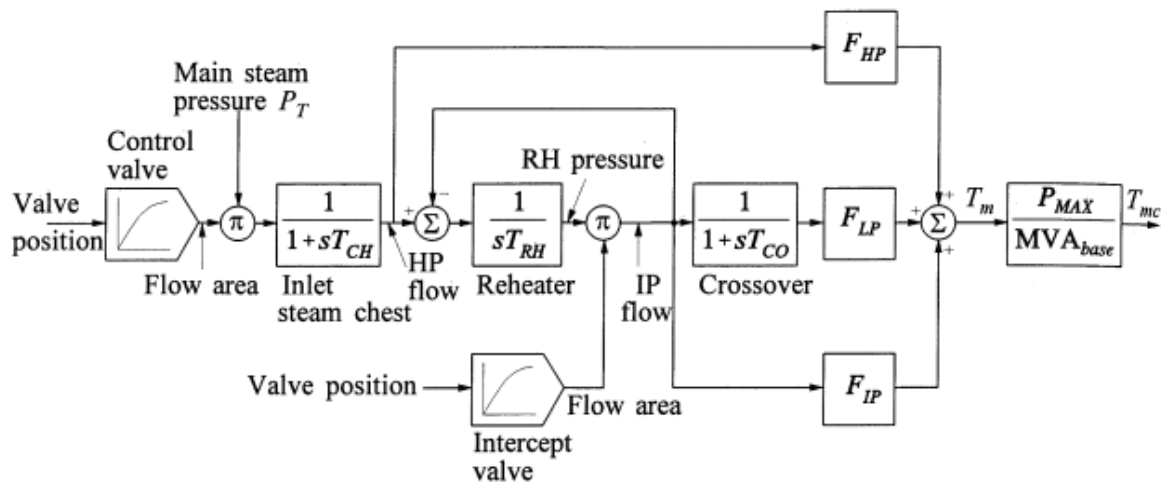 F_HP
Main steam
pressure P_T
Control
valve
RH pressure
Valve
position
π
1
1+sT_CH
+
Σ
−
1
sT_RH
π
1
1+sT_CO
F_LP
+
+
Σ
+
T_m
P_MAX
MVA_base
T_mc
Flow area
Inlet
steam chest
HP
flow
Reheater
IP
flow
Crossover
Valve position
Flow area
F_IP
Intercept
valve